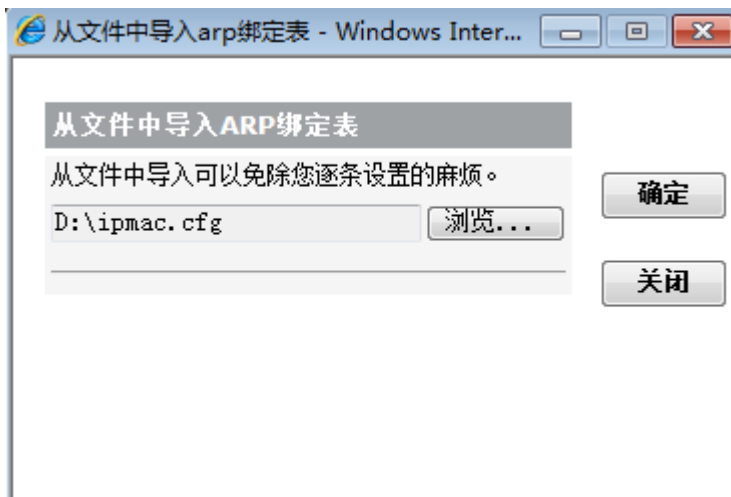 从文件中导入arp绑定表 - Windows Inter...
从文件中导入ARP绑定表
从文件中导入可以免除您逐条设置的麻烦。
D:\ipmac.cfg 浏览...
确定
关闭